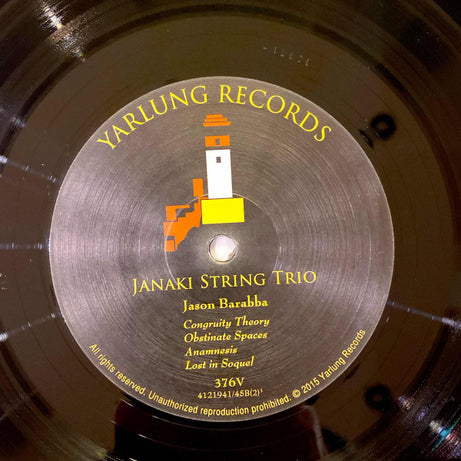 YARLUNG RECORDS
JANAKI STRING TRIO
Jason Barabba
Congruity Theory
Obstinate Spaces
Anamnesis
Lost in Soquel
376V
4121941/45B(2)¹
All rights reserved. Unauthorized reproduction prohibited. © 2015 Yarlung Records